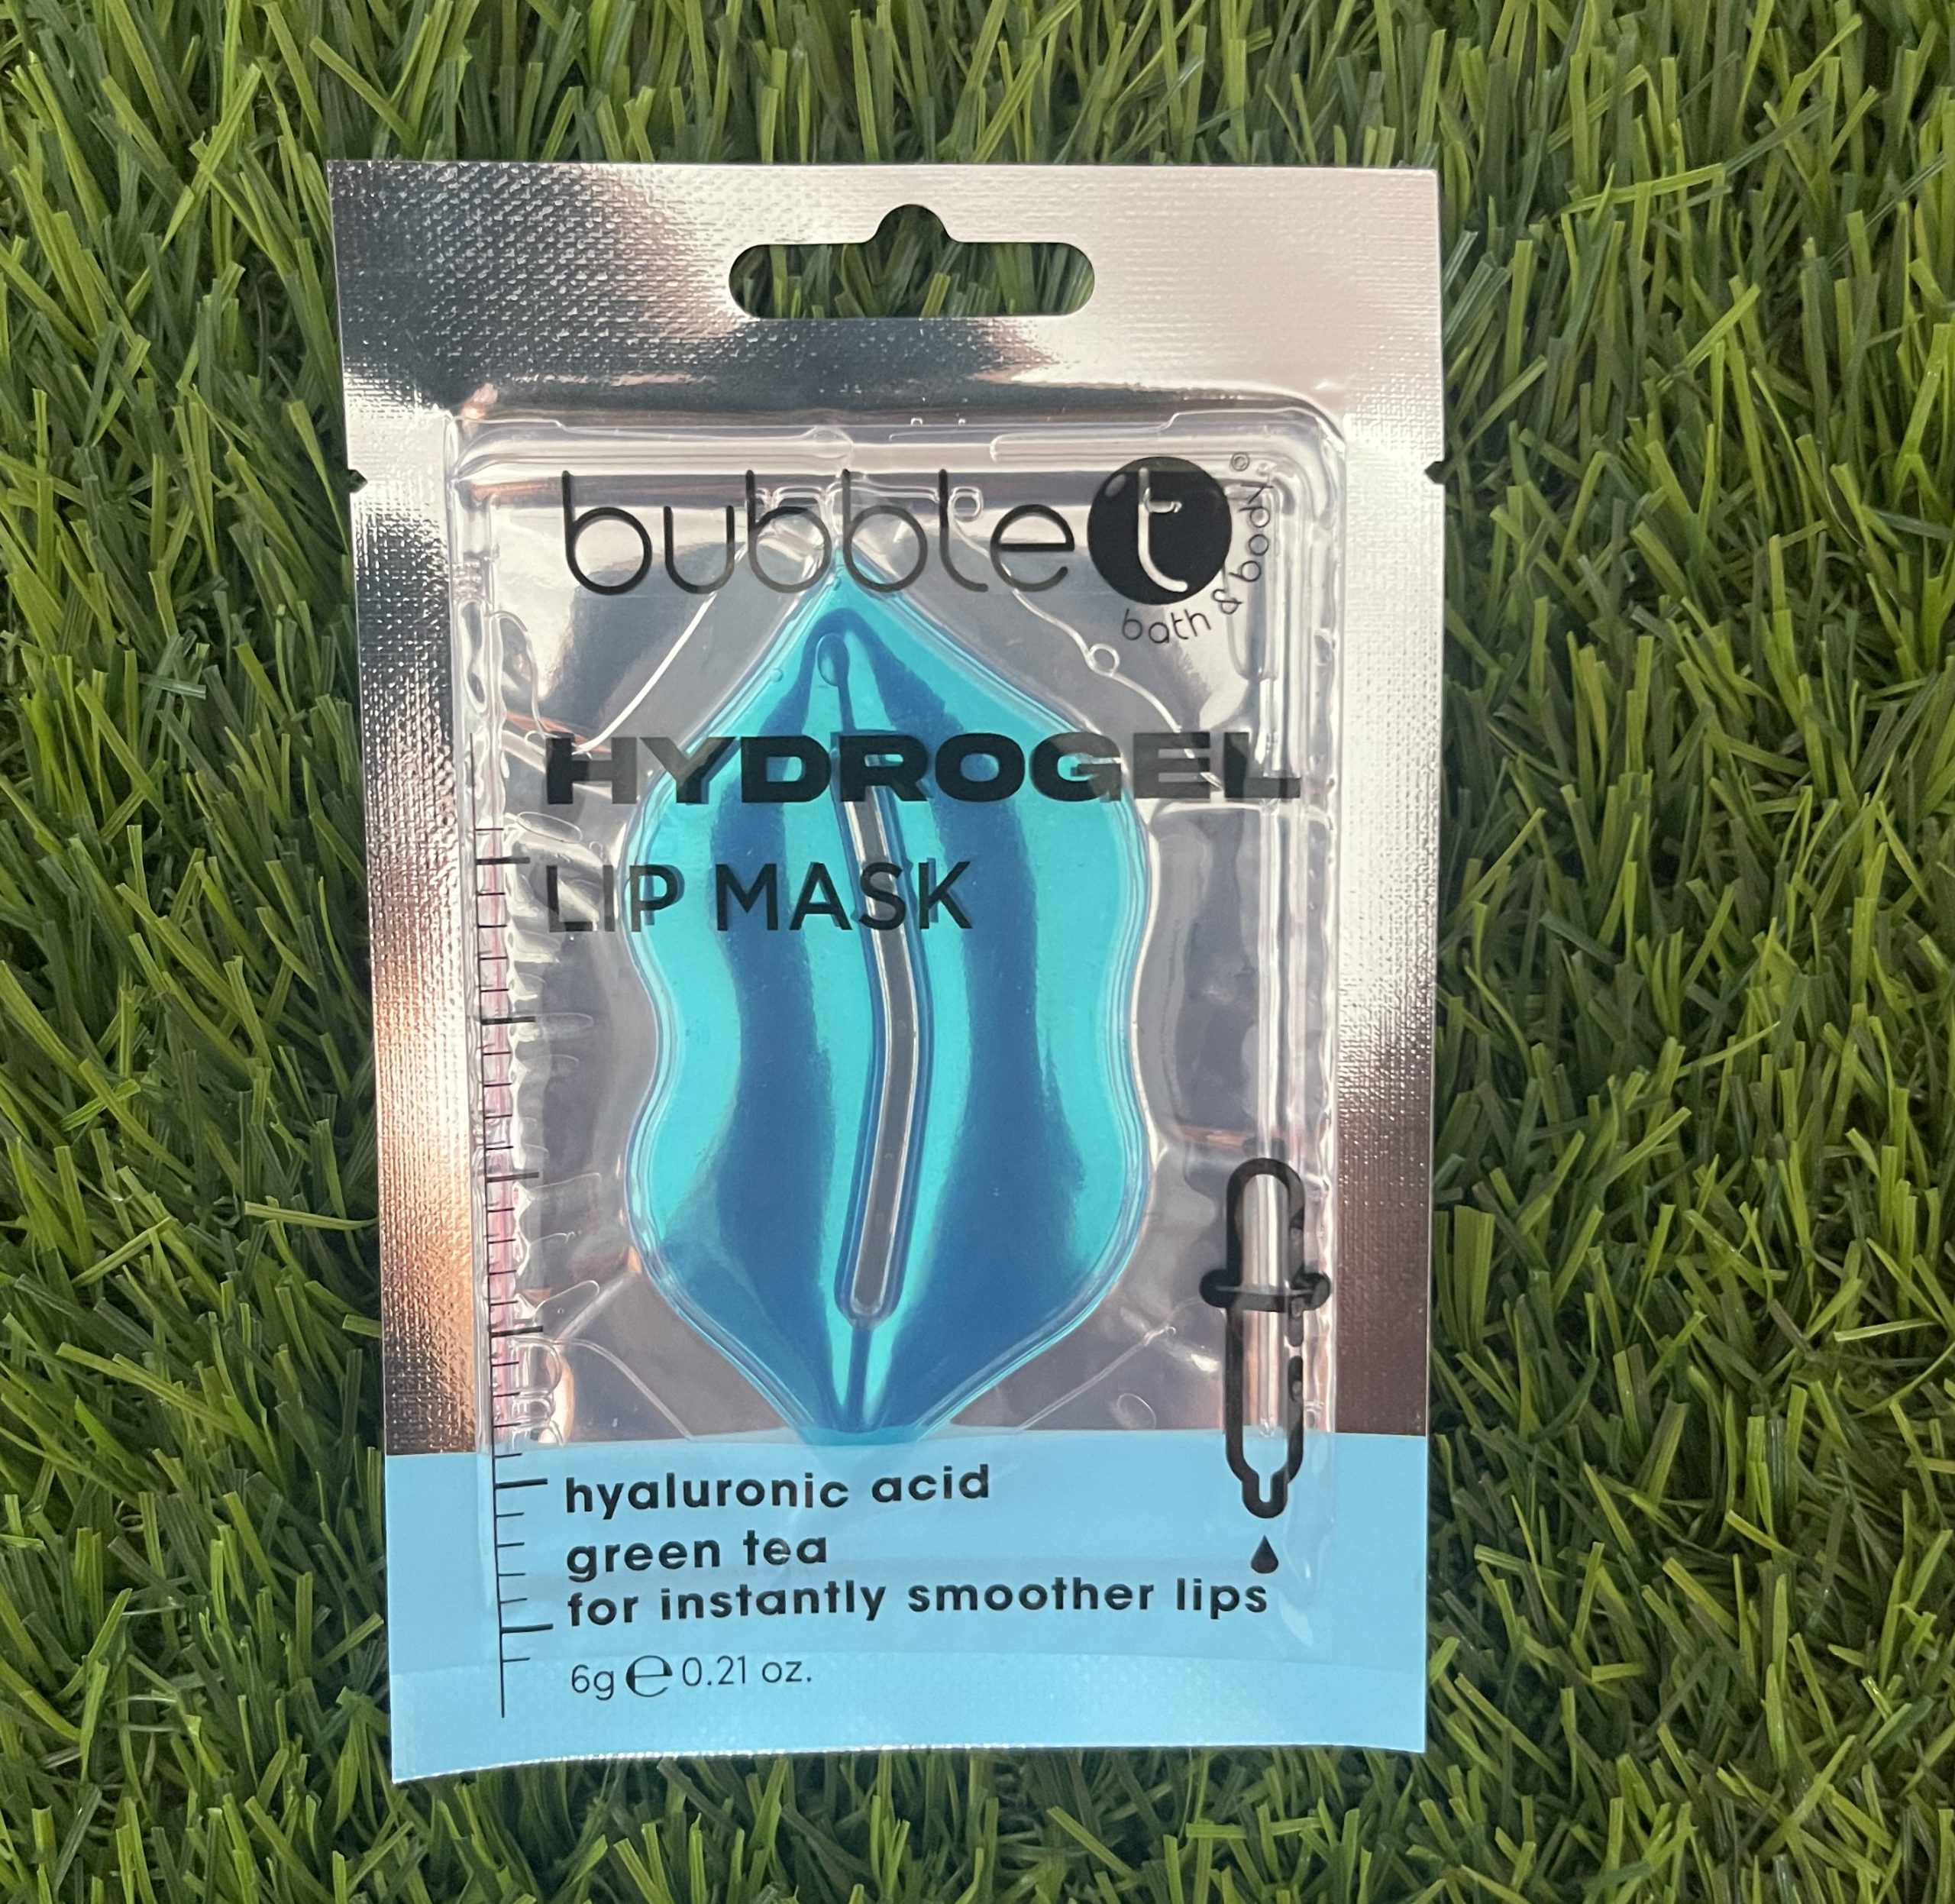 bubble t
bath & body
HYDROGEL
LIP MASK
hyaluronic acid
green tea
for instantly smoother lips
6g ℮ 0.21 oz.